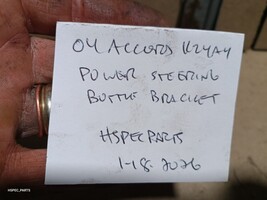 04 ACCORD K24A4
POWER STEERING
BOTTLE BRACKET
HSPECPARTS
1-18-2026
HSPEC_PARTS